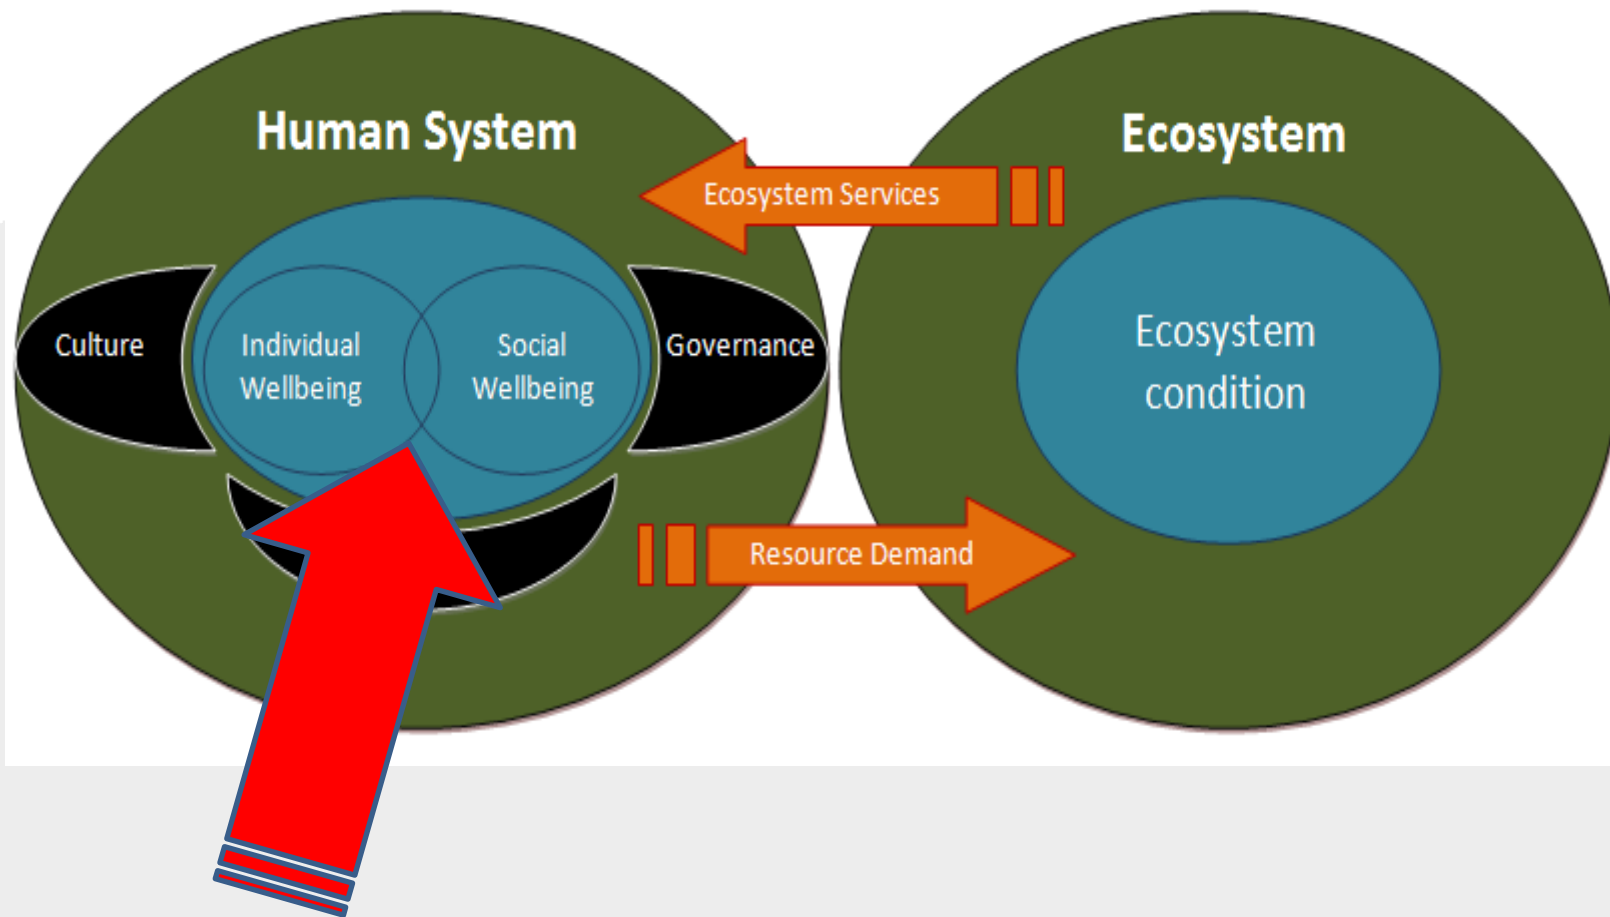 Human System
Ecosystem
Ecosystem Services
Culture
Individual
Wellbeing
Social
Wellbeing
Governance
Ecosystem
condition
Resource Demand